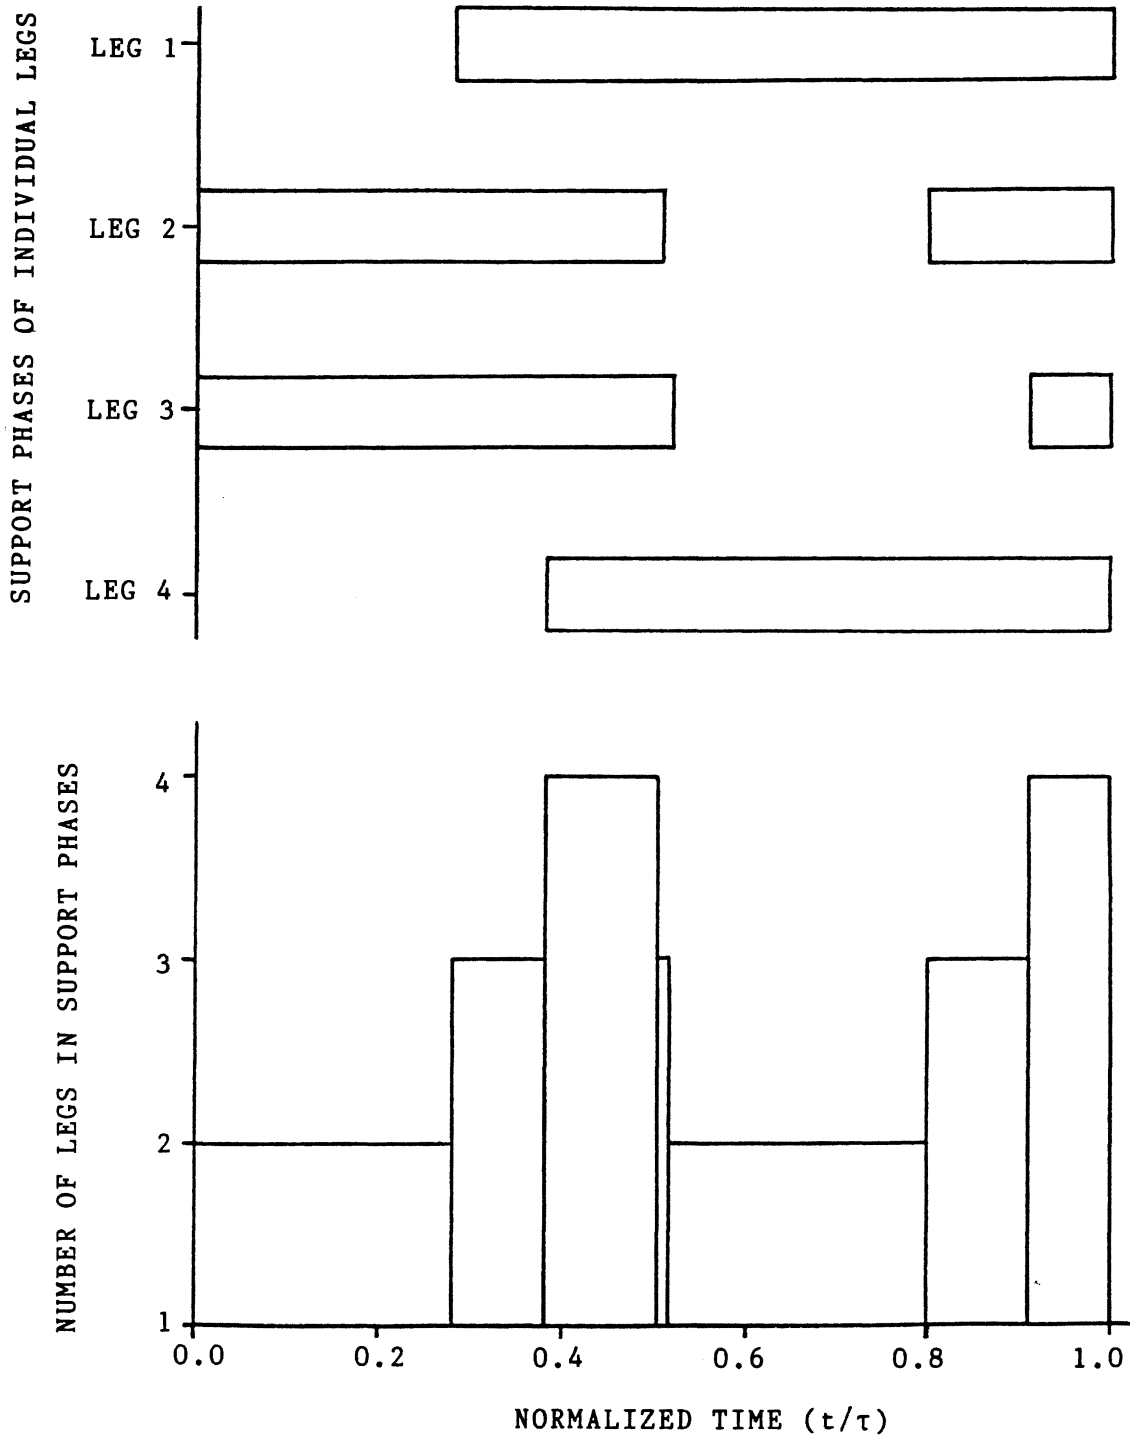 SUPPORT PHASES OF INDIVIDUAL LEGS
LEG 1
LEG 2
LEG 3
LEG 4
NUMBER OF LEGS IN SUPPORT PHASES
4
3
2
1
0.0 0.2 0.4 0.6 0.8 1.0
NORMALIZED TIME (t/τ)